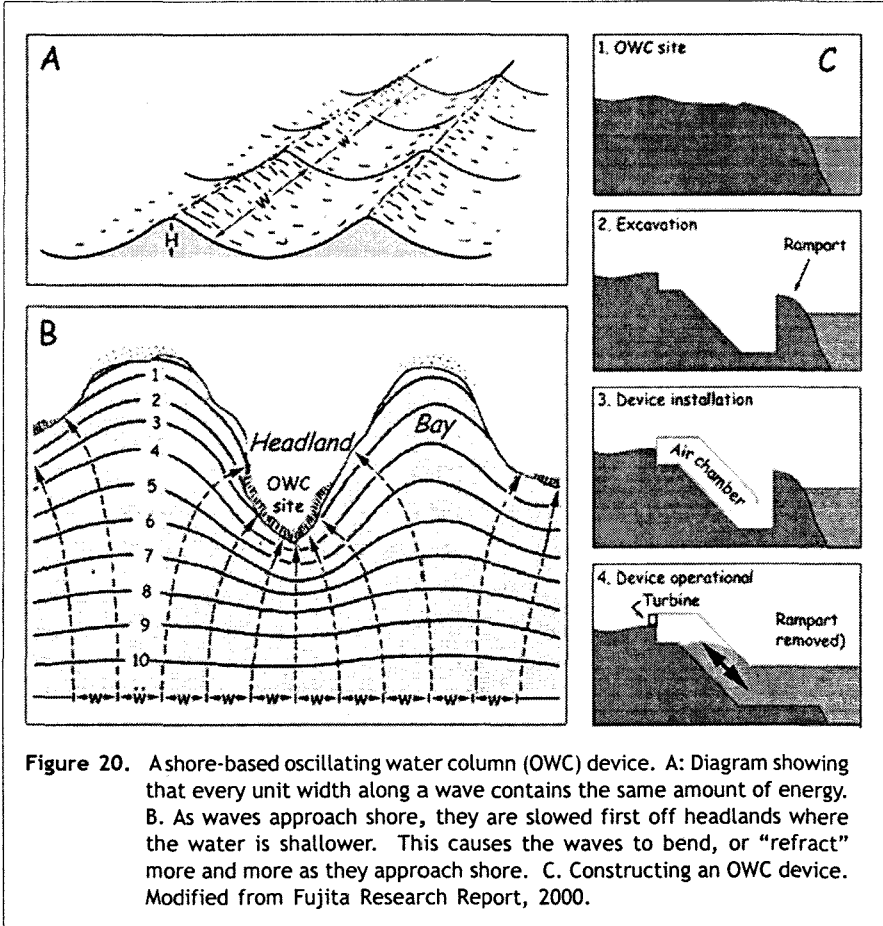 A
W
W
H
B
1
2
3
4
5
6
7
8
9
10
Headland
Bay
OWC
site
W W W W W W W W W W
1. OWC site
C
2. Excavation
Rampart
3. Device installation
Air chamber
4. Device operational
Turbine
Rampart
removed)
Figure 20. A shore-based oscillating water column (OWC) device. A: Diagram showing
that every unit width along a wave contains the same amount of energy.
B. As waves approach shore, they are slowed first off headlands where
the water is shallower. This causes the waves to bend, or “refract”
more and more as they approach shore. C. Constructing an OWC device.
Modified from Fujita Research Report, 2000.